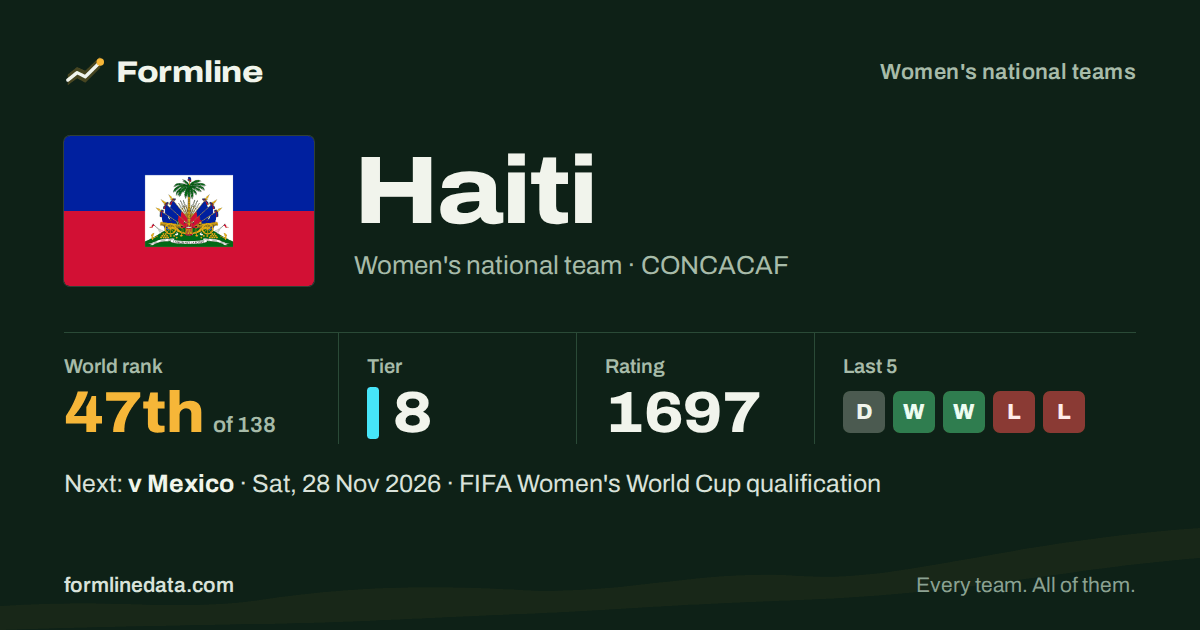 Formline
Women's national teams
Haiti
Women's national team · CONCACAF
World rank
47th of 138
Tier
8
Rating
1697
Last 5
D W W L L
Next: v Mexico · Sat, 28 Nov 2026 · FIFA Women's World Cup qualification
formlinedata.com
Every team. All of them.